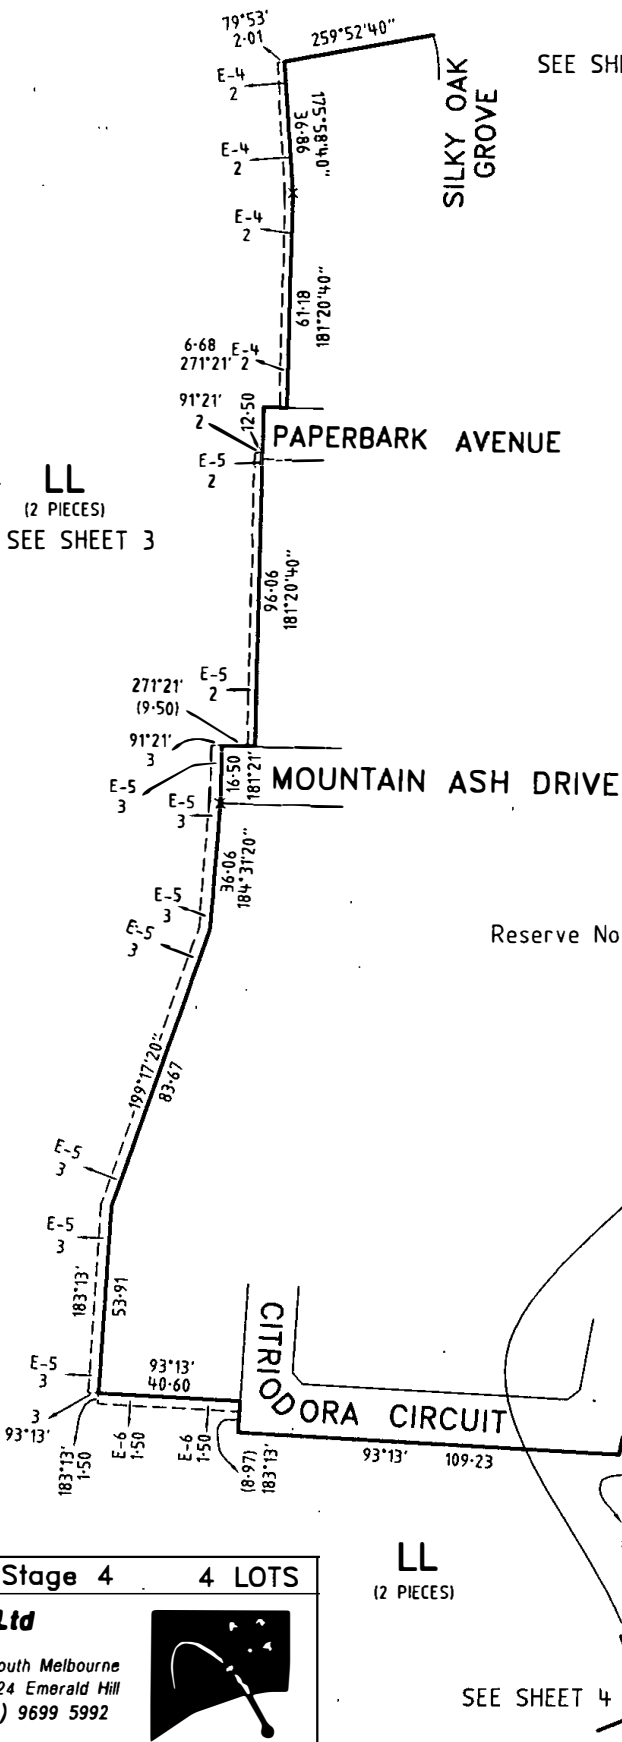 79°53'
2·01
259°52'40"
SEE SHE
E-4
2
SILKY OAK
GROVE
175°58'40"
36·86
E-4
2
E-4
2
61·18
181°20'40"
6·68
271°21'
E-4
2
91°21'
2
12·50
PAPERBARK AVENUE
E-5
2
LL
(2 PIECES)
SEE SHEET 3
96·06
181°20'40"
E-5
2
271°21'
(9·50)
91°21'
3
16·50
181°21'
MOUNTAIN ASH DRIVE
E-5
3
E-5
3
36·06
184°31'20"
E-5
3
E-5
3
Reserve No
199°17'20"
83·67
E-5
3
E-5
3
183°13'
53·91
E-5
3
93°13'
40·60
CITRIODORA CIRCUIT
3
93°13'
183°13'
1·50
E-6
1·50
E-6
1·50
(8·97)
183°13'
93°13'
109·23
Stage 4
4 LOTS
LL
(2 PIECES)
Ltd
outh Melbourne
24 Emerald Hill
) 9699 5992
SEE SHEET 4